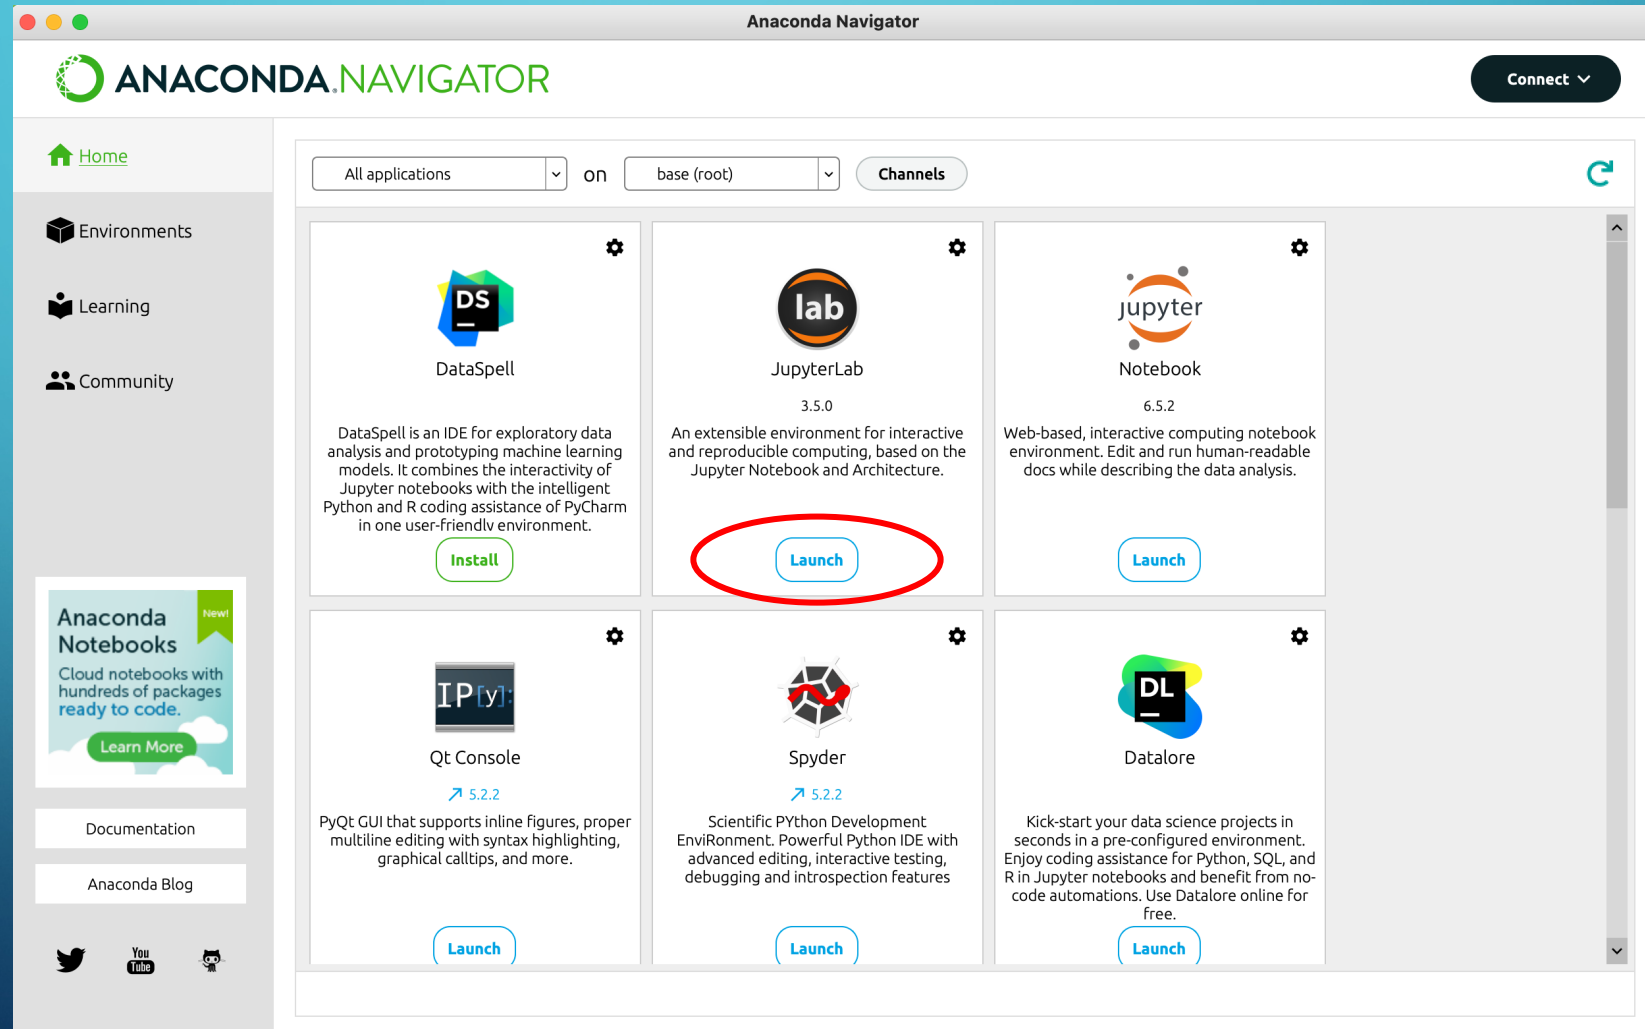 Anaconda Navigator
ANACONDA.NAVIGATOR
Connect
Home
Environments
Learning
Community
All applications
on
base (root)
Channels
DS
DataSpell
DataSpell is an IDE for exploratory data
analysis and prototyping machine learning
models. It combines the interactivity of
Jupyter notebooks with the intelligent
Python and R coding assistance of PyCharm
in one user-friendly environment.
Install
lab
JupyterLab
3.5.0
An extensible environment for interactive
and reproducible computing, based on the
Jupyter Notebook and Architecture.
Launch
jupyter
Notebook
6.5.2
Web-based, interactive computing notebook
environment. Edit and run human-readable
docs while describing the data analysis.
Launch
IP[y]:
Qt Console
5.2.2
PyQt GUI that supports inline figures, proper
multiline editing with syntax highlighting,
graphical calltips, and more.
Launch
Spyder
5.2.2
Scientific PYthon Development
EnviRonment. Powerful Python IDE with
advanced editing, interactive testing,
debugging and introspection features
Launch
DL
Datalore
Kick-start your data science projects in
seconds in a pre-configured environment.
Enjoy coding assistance for Python, SQL, and
R in Jupyter notebooks and benefit from no-
code automations. Use Datalore online for
free.
Launch
New!
Anaconda
Notebooks
Cloud notebooks with
hundreds of packages
ready to code.
Learn More
Documentation
Anaconda Blog
You
Tube